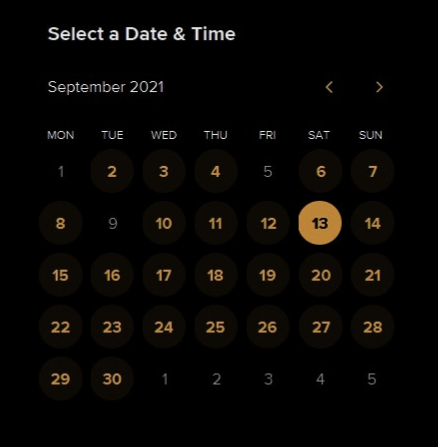 Select a Date & Time
September 2021
MON TUE WED THU FRI SAT SUN
1 2 3 4 5 6 7
8 9 10 11 12 13 14
15 16 17 18 19 20 21
22 23 24 25 26 27 28
29 30 1 2 3 4 5